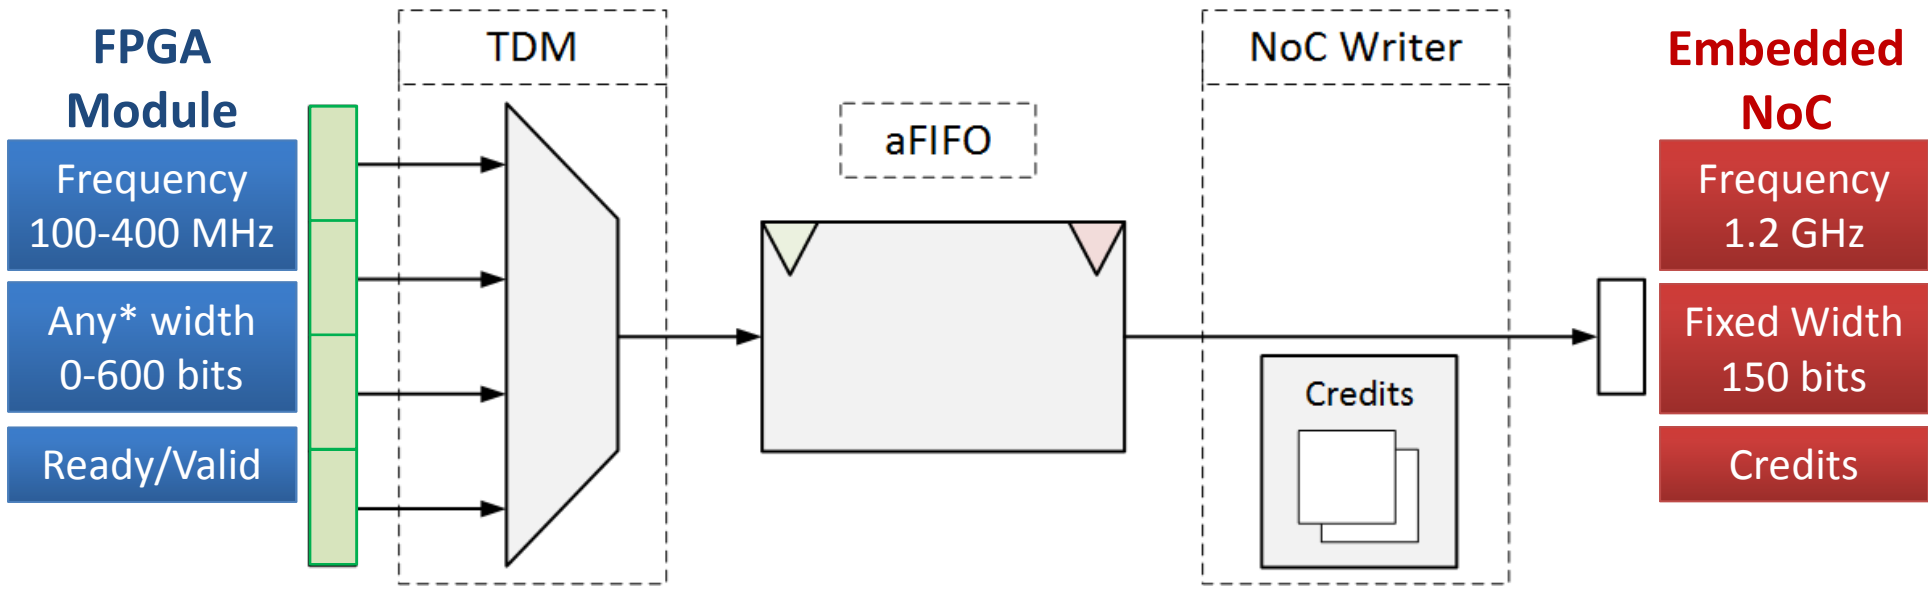 FPGA
Module
Frequency
100-400 MHz
Any* width
0-600 bits
Ready/Valid
TDM
aFIFO
NoC Writer
Credits
Embedded
NoC
Frequency
1.2 GHz
Fixed Width
150 bits
Credits